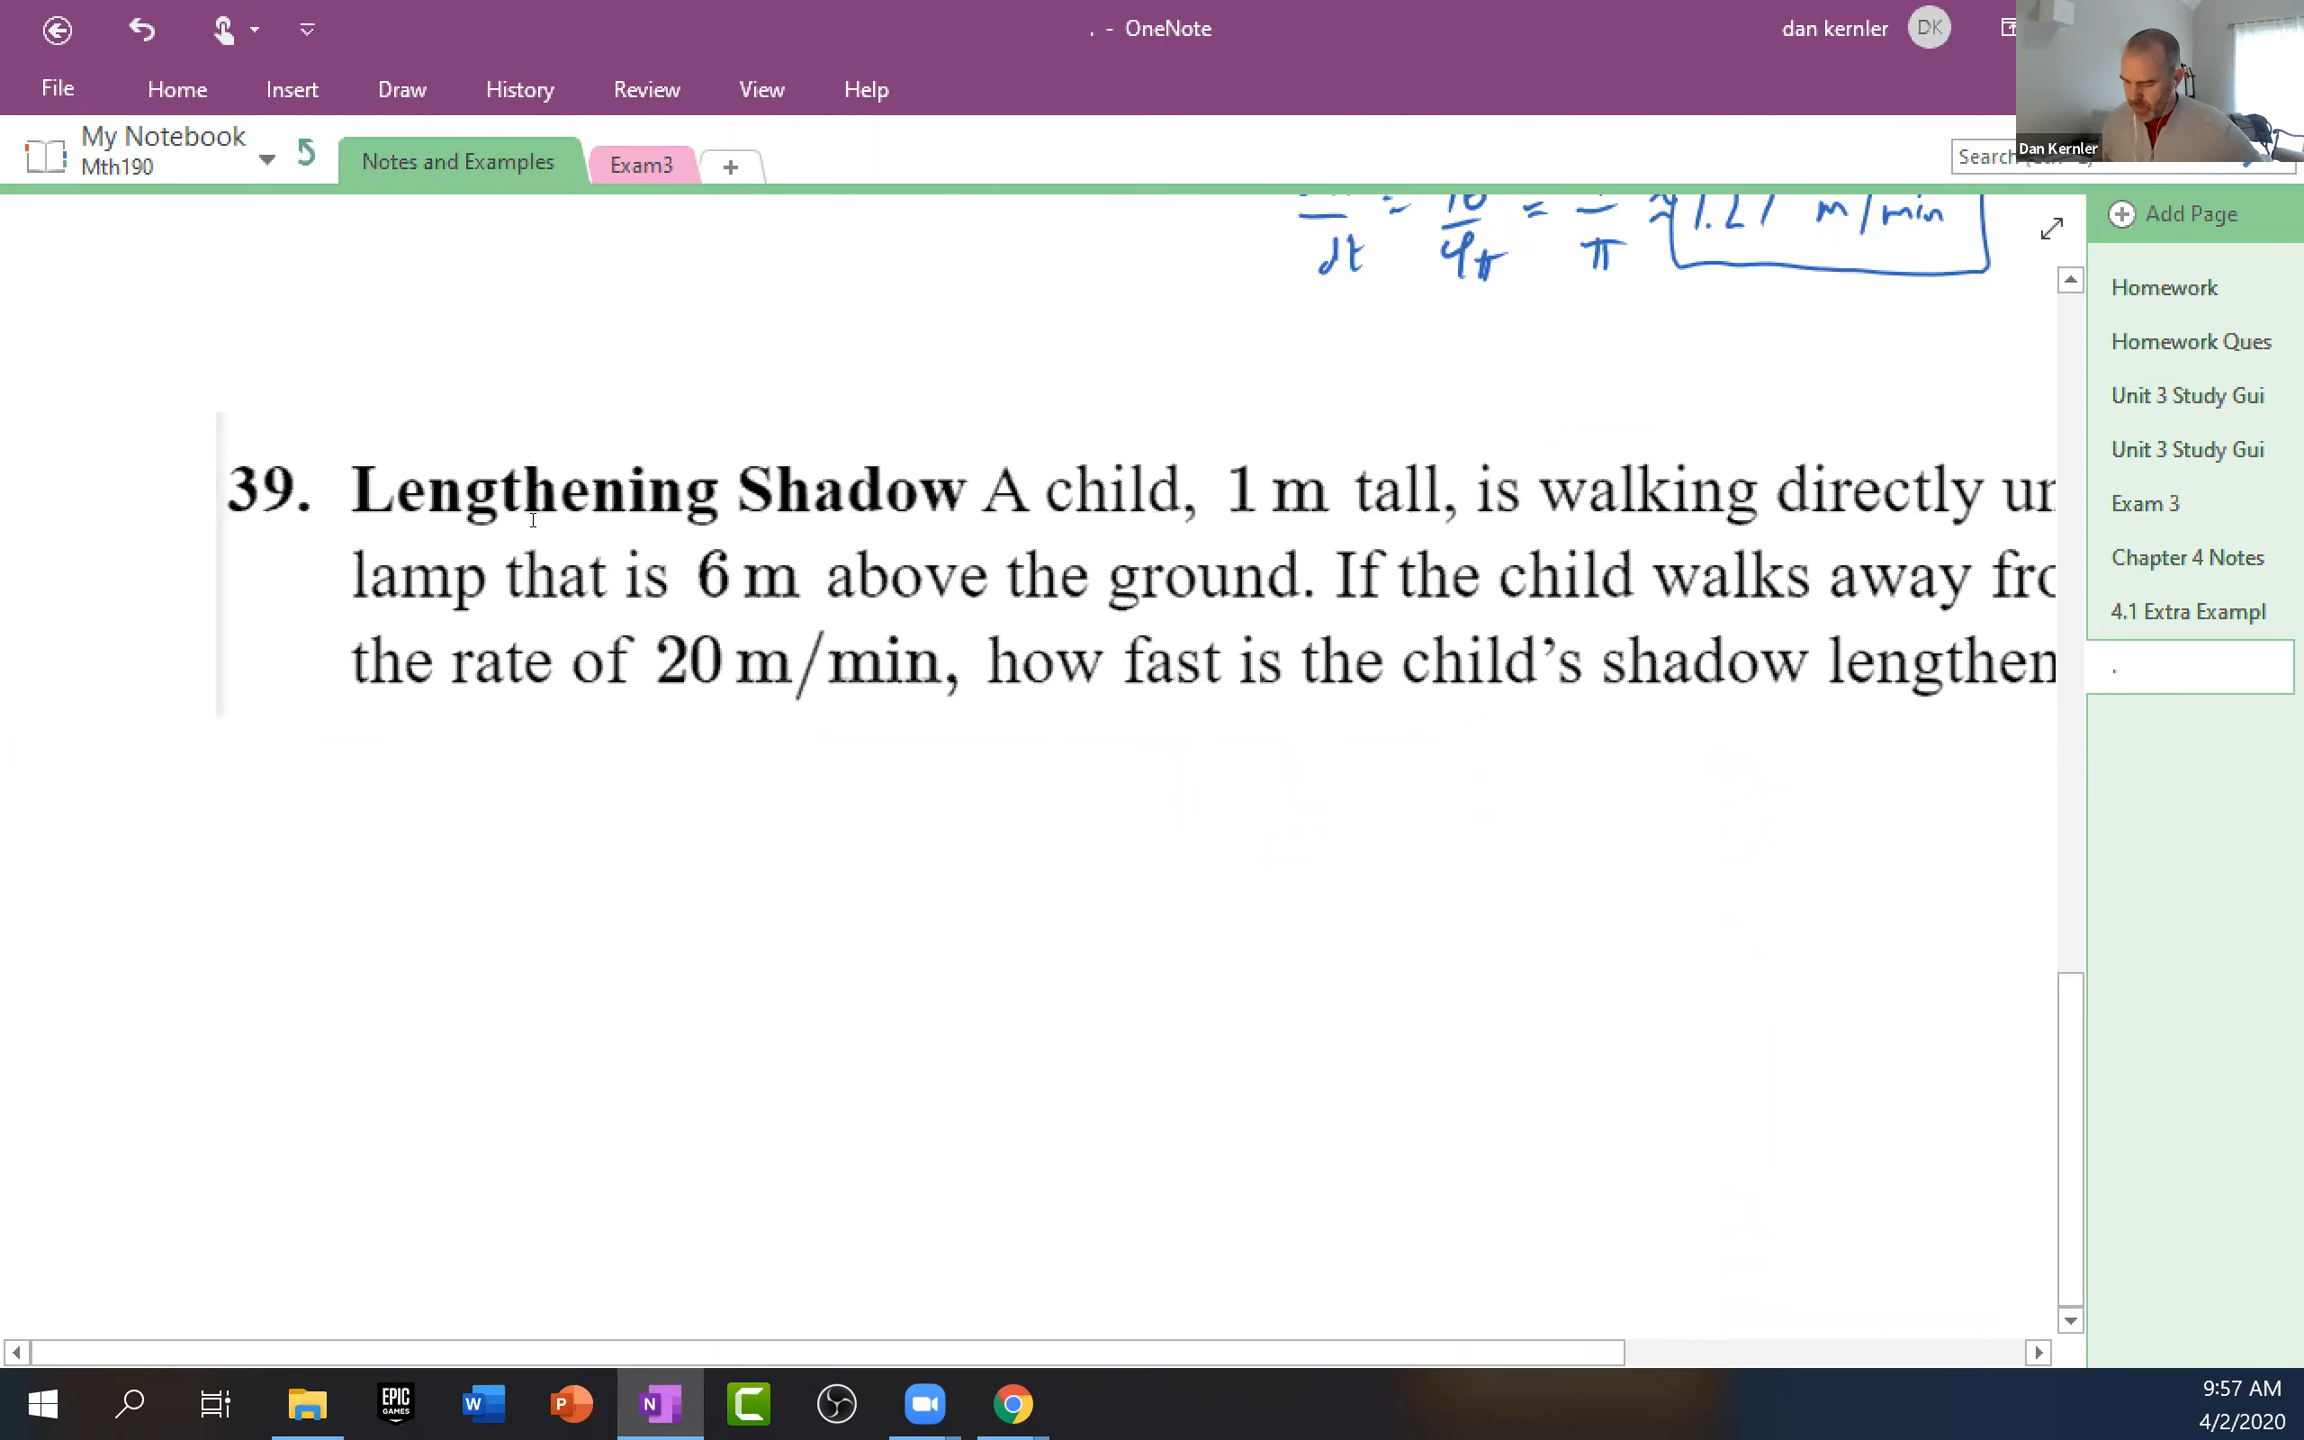 . - OneNote
dan kernler DK
File Home Insert Draw History Review View Help
My Notebook
Mth190
Notes and Examples
Exam3
Search
Dan Kernler
Add Page
dt = 4π = π ≈ 1.27 m/min
39. Lengthening Shadow A child, 1 m tall, is walking directly un
lamp that is 6 m above the ground. If the child walks away fro
the rate of 20 m/min, how fast is the child's shadow lengthen
Homework
Homework Ques
Unit 3 Study Gui
Unit 3 Study Gui
Exam 3
Chapter 4 Notes
4.1 Extra Exampl
.
EPIC
GAMES
W
P
N
9:57 AM
4/2/2020